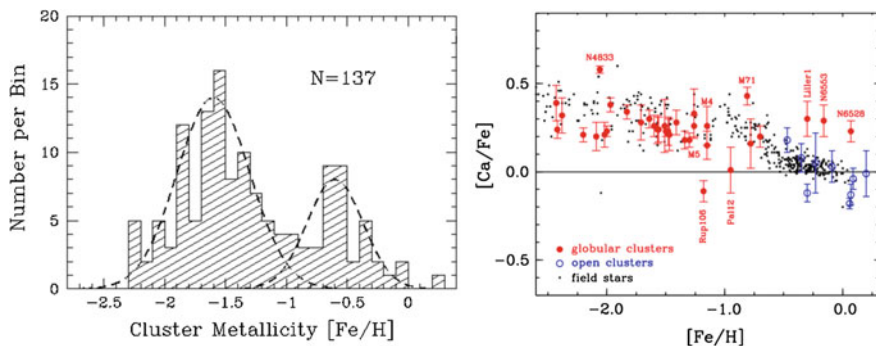 20
15
10
5
0
Number per Bin
N=137
-2.5 -2 -1.5 -1 -0.5 0
Cluster Metallicity [Fe/H]
[Ca/Fe]
0.5
0.0
-0.5
N4833
M71
M4
M5
Rup106
Pal12
Liller1
N6553
N6528
globular clusters
open clusters
field stars
-2.0 -1.0 0.0
[Fe/H]